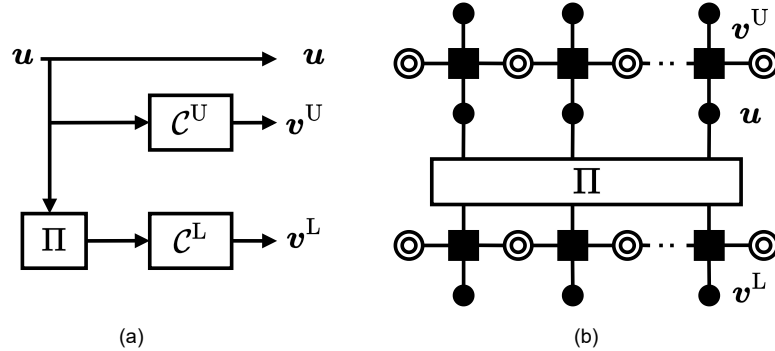 u u
C^U v^U
Π C^L v^L
(a)
v^U
u
Π
v^L
(b)